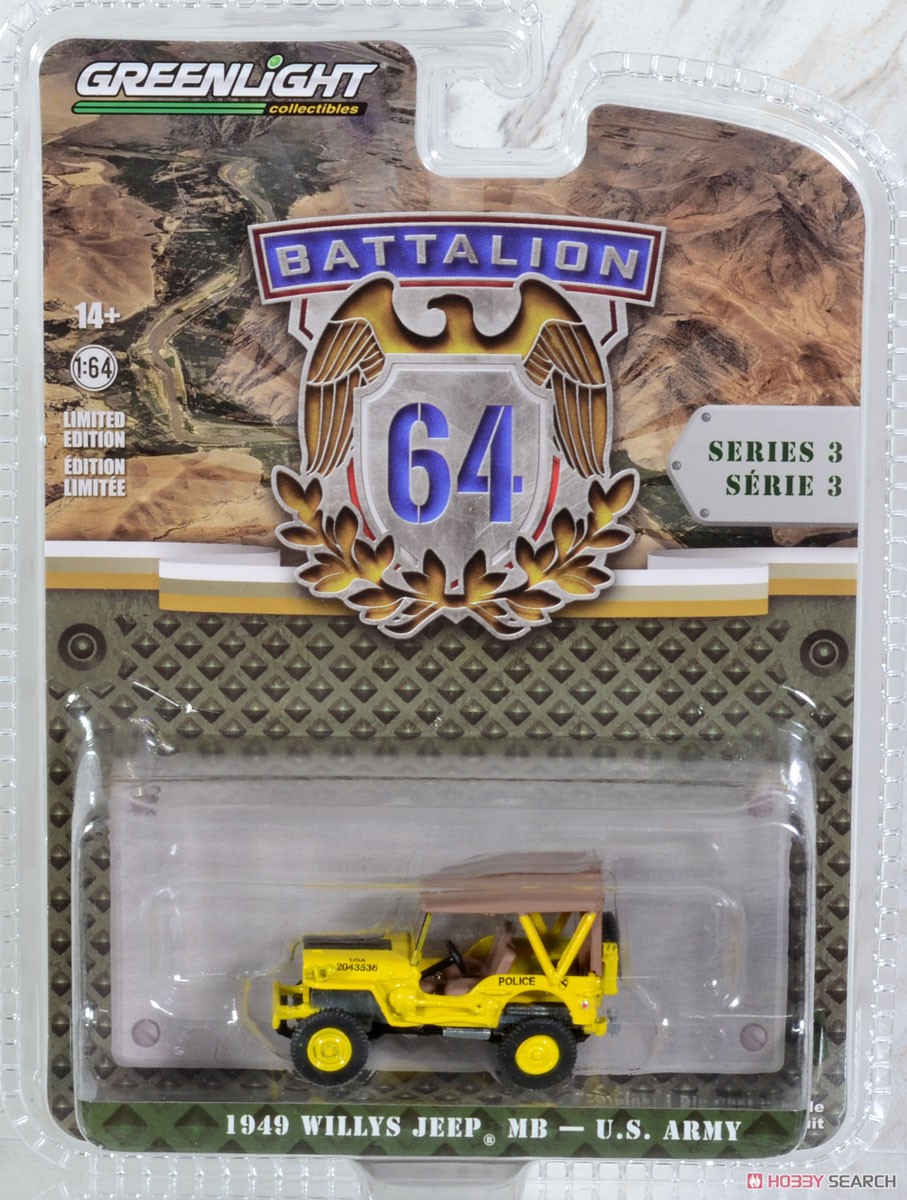 GREENLIGHT
collectibles
BATTALION
64
14+
1:64
LIMITED
EDITION
ÉDITION
LIMITÉE
SERIES 3
SÉRIE 3
USA
2043536
POLICE
1949 WILLYS JEEP® MB — U.S. ARMY
HOBBY SEARCH